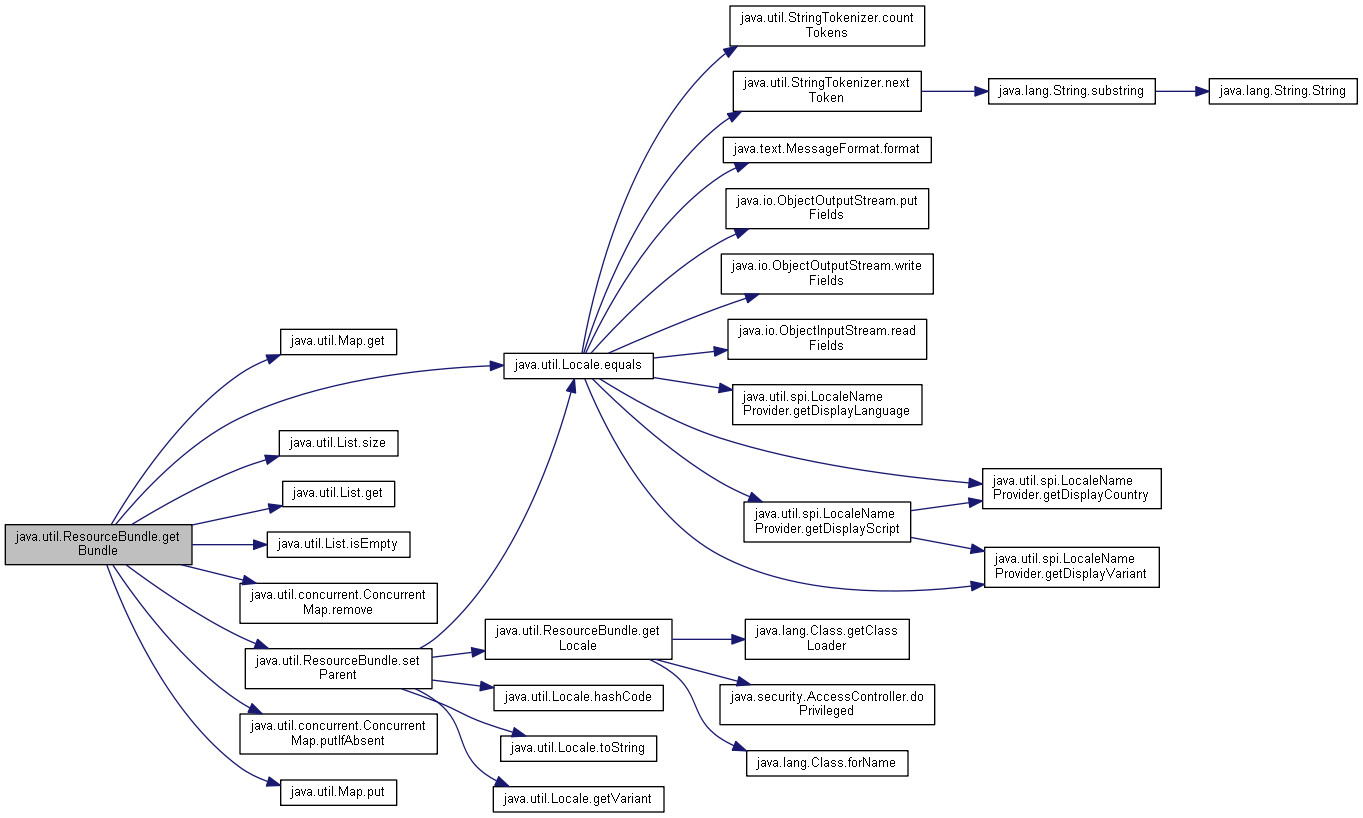 java.util.StringTokenizer.count
Tokens
java.util.StringTokenizer.next
Token
java.lang.String.substring
java.lang.String.String
java.text.MessageFormat.format
java.io.ObjectOutputStream.put
Fields
java.io.ObjectOutputStream.write
Fields
java.io.ObjectInputStream.read
Fields
java.util.Map.get
java.util.Locale.equals
java.util.spi.LocaleName
Provider.getDisplayLanguage
java.util.List.size
java.util.List.get
java.util.spi.LocaleName
Provider.getDisplayCountry
java.util.spi.LocaleName
Provider.getDisplayScript
java.util.ResourceBundle.get
Bundle
java.util.List.isEmpty
java.util.spi.LocaleName
Provider.getDisplayVariant
java.util.concurrent.Concurrent
Map.remove
java.util.ResourceBundle.get
Locale
java.lang.Class.getClass
Loader
java.util.ResourceBundle.set
Parent
java.util.Locale.hashCode
java.security.AccessController.do
Privileged
java.util.concurrent.Concurrent
Map.putIfAbsent
java.util.Locale.toString
java.lang.Class.forName
java.util.Map.put
java.util.Locale.getVariant